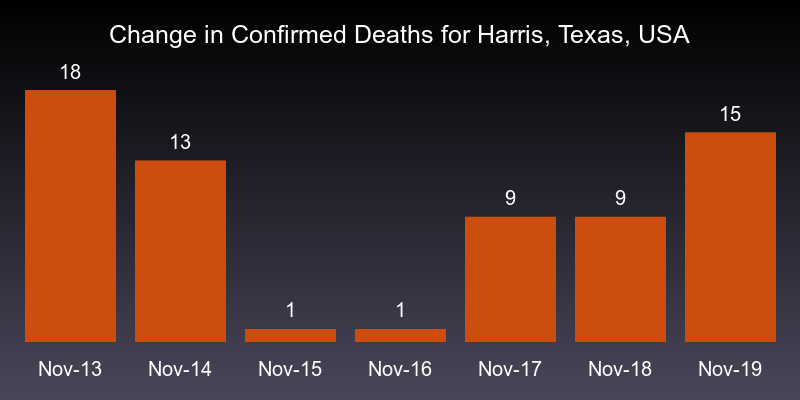 Change in Confirmed Deaths for Harris, Texas, USA
18
13
1
1
9
9
15
Nov-13
Nov-14
Nov-15
Nov-16
Nov-17
Nov-18
Nov-19